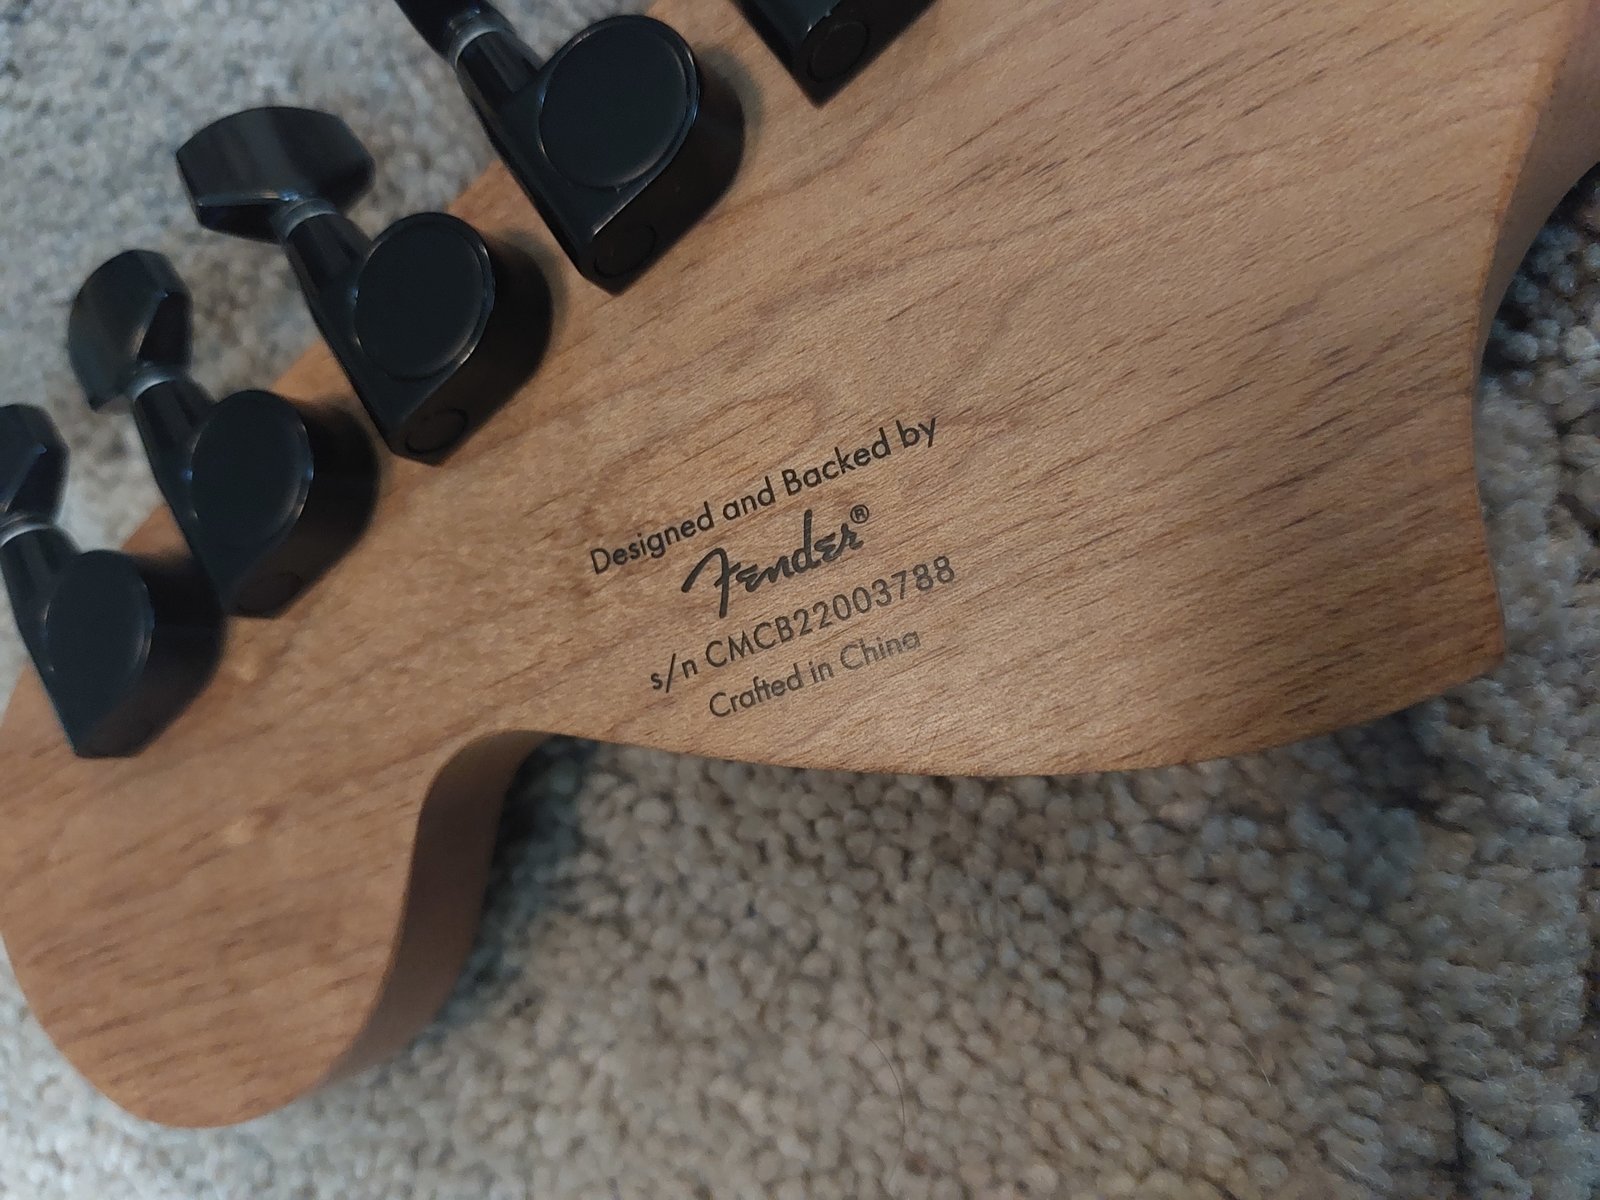 Designed and Backed by
Fender®
s/n CMCB22003788
Crafted in China